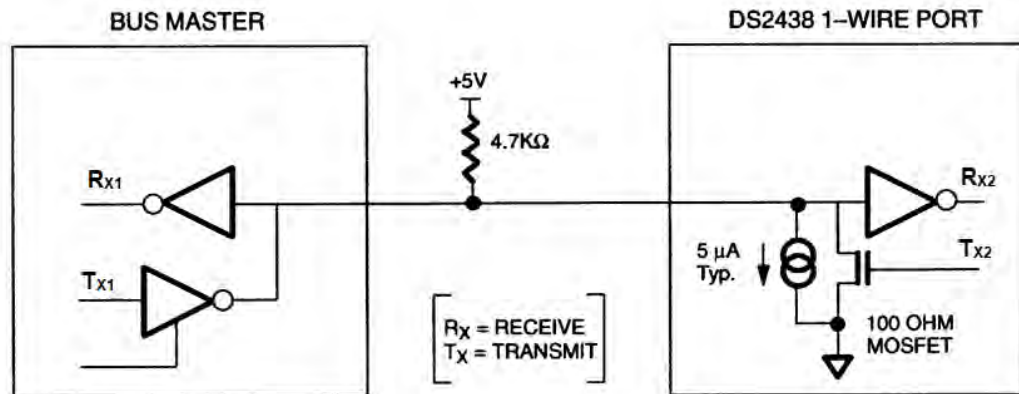 BUS MASTER
DS2438 1–WIRE PORT
+5V
4.7KΩ
RX1
RX2
TX1
5 µA
Typ.
TX2
RX = RECEIVE
TX = TRANSMIT
100 OHM
MOSFET